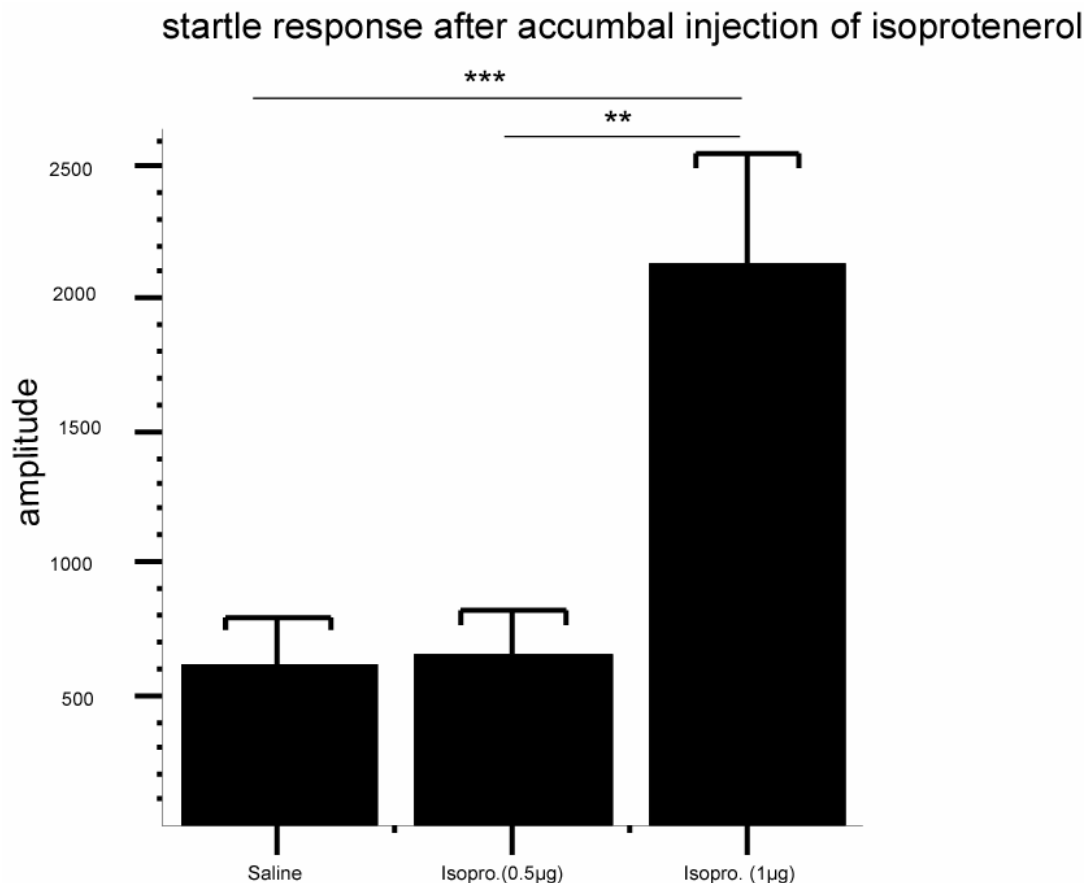 startle response after accumbal injection of isoprotenerol
***
**
2500
2000
1500
1000
500
amplitude
Saline
Isopro.(0.5µg)
Isopro. (1µg)